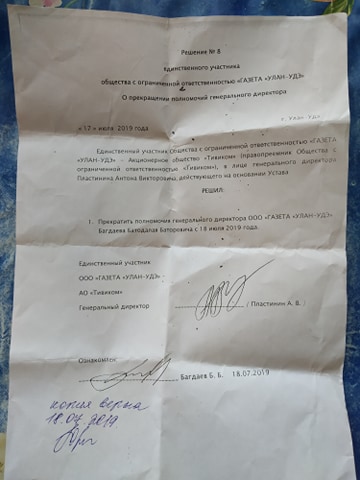 Решение № 8
единственного участника
общества с ограниченной ответственностью «ГАЗЕТА «УЛАН-УДЭ»
О прекращении полномочий генерального директора
г. Улан-Удэ
«17» июля 2019 года
Единственный участник общества с ограниченной ответственностью «ГАЗЕТА
«УЛАН-УДЭ» - Акционерное общество «Тивиком» (правопреемник Общества с
ограниченной ответственностью «Тивиком»), в лице генерального директора
Пластинина Антона Викторовича, действующего на основании Устава
РЕШИЛ:
1. Прекратить полномочия генерального директора ООО «ГАЗЕТА «УЛАН-УДЭ»
Багдаева Батодалая Баторовича с 18 июля 2019 года.
Единственный участник
ООО «ГАЗЕТА «УЛАН-УДЭ»
АО «Тивиком»
Генеральный директор / Пластинин А. В. /
Ознакомлен
Багдаев Б. Б. 18.07.2019
копия верна
18.07.2019